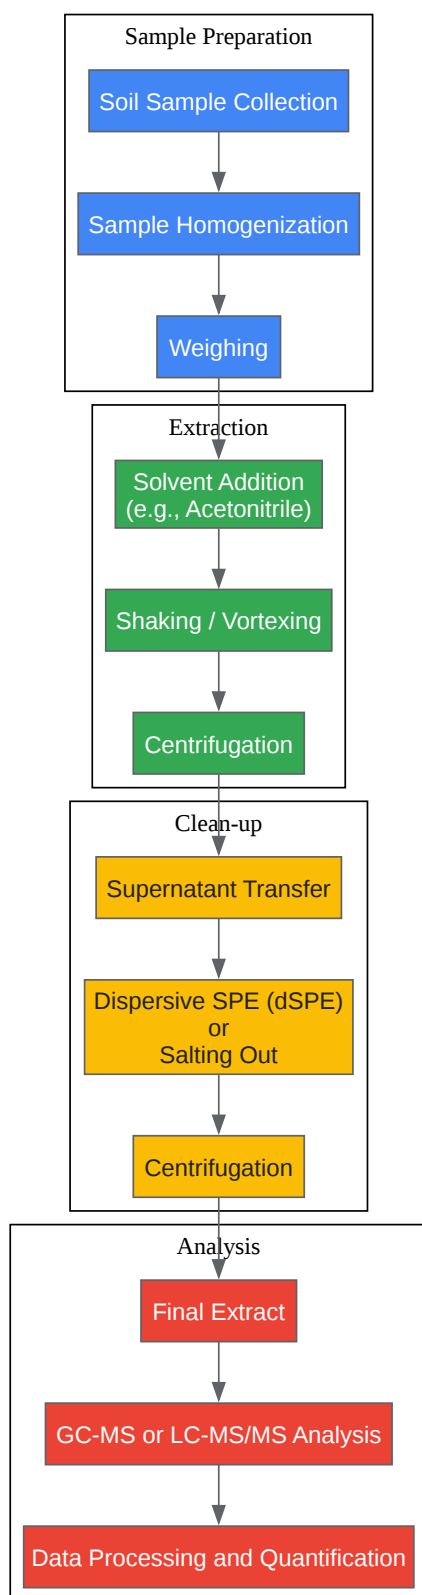 Sample Preparation
Soil Sample Collection
Sample Homogenization
Weighing
Extraction
Solvent Addition
(e.g., Acetonitrile)
Shaking / Vortexing
Centrifugation
Clean-up
Supernatant Transfer
Dispersive SPE (dSPE)
or
Salting Out
Centrifugation
Analysis
Final Extract
GC-MS or LC-MS/MS Analysis
Data Processing and Quantification